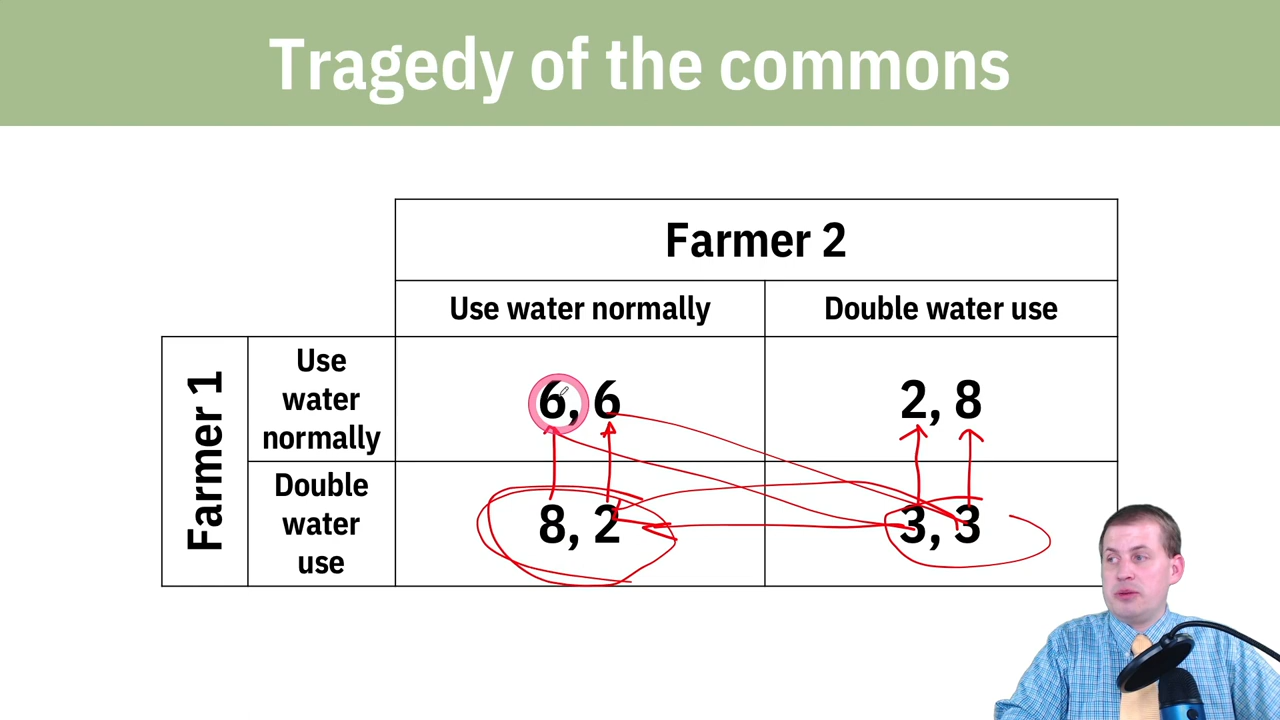 Tragedy of the commons
Farmer 2
Use water normally
Double water use
Farmer 1
Use
water
normally
6, 6
2, 8
Double
water
use
8, 2
3, 3